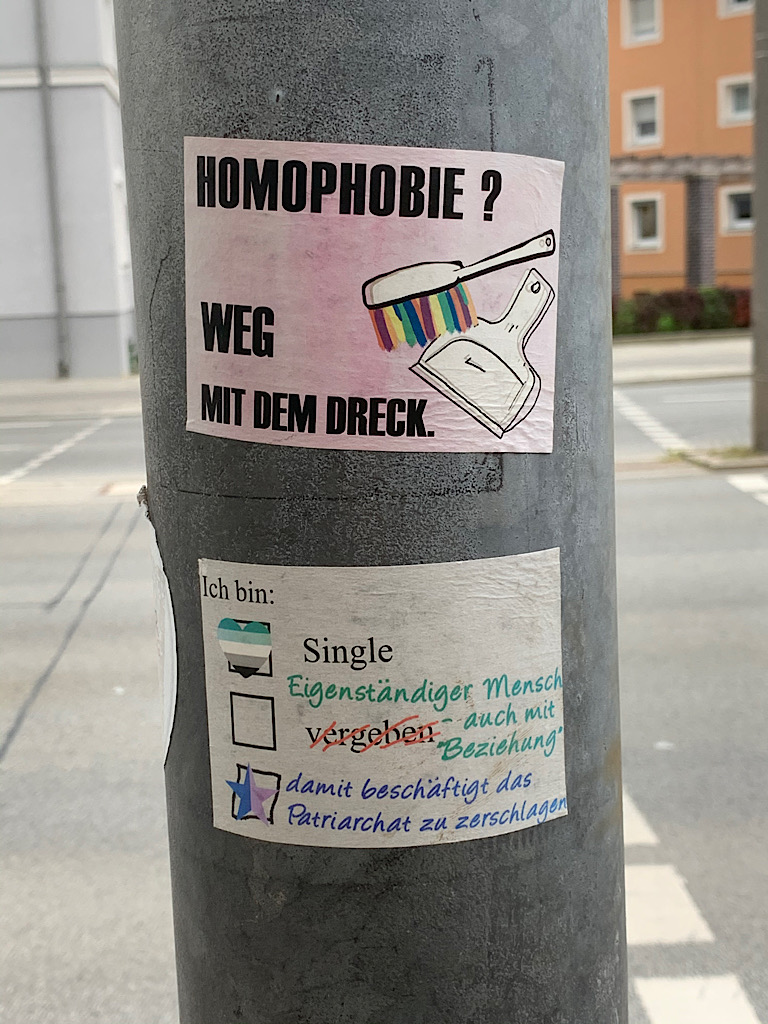 HOMOPHOBIE ?
WEG
MIT DEM DRECK.
Ich bin:
Single
Eigenständiger Mensch
vergeben - auch mit
"Beziehung"
damit beschäftigt das
Patriarchat zu zerschlagen